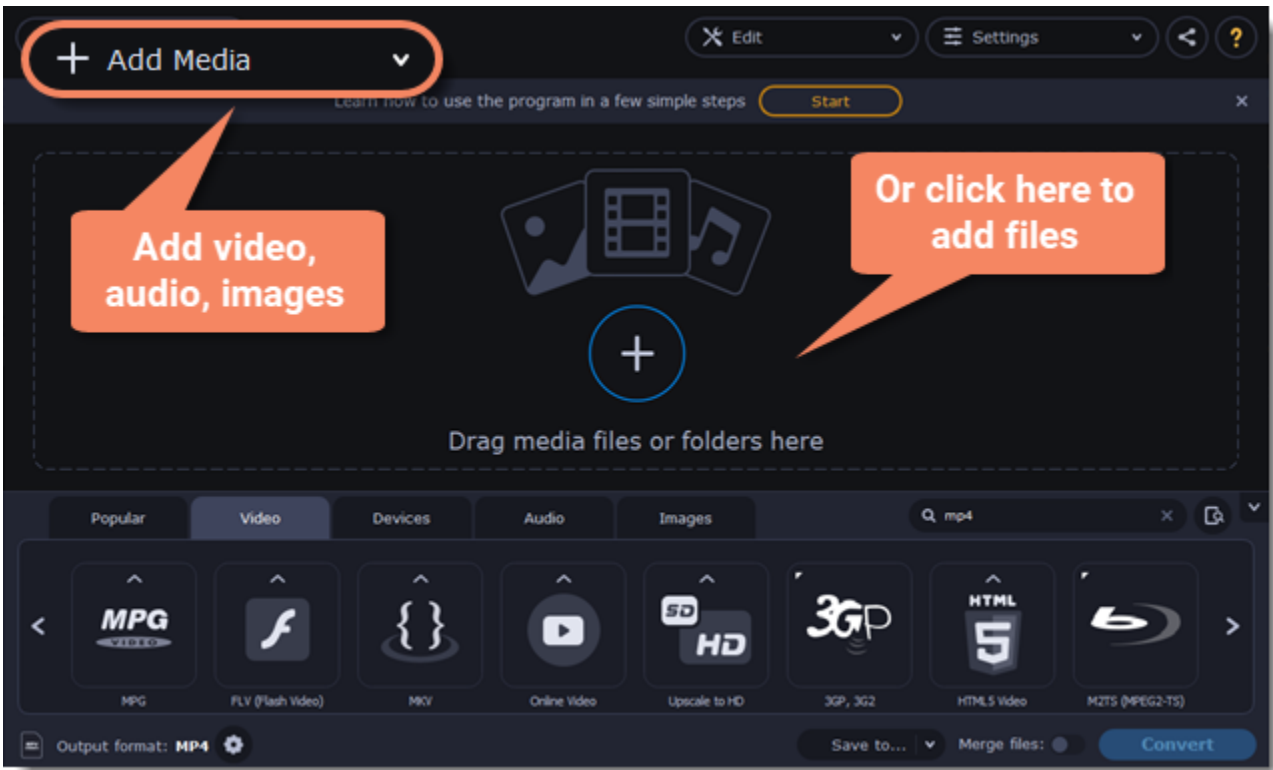 Add Media
Edit
Settings
?
Learn how to use the program in a few simple steps
Start
Add video,
audio, images
Or click here to
add files
Drag media files or folders here
Popular
Video
Devices
Audio
Images
mp4
MPG
VIDEO
{ }
SD
HD
3GP
HTML
5
MPG
FLV (Flash Video)
MKV
Online Video
Upscale to HD
3GP, 3G2
HTML5 Video
M2TS (MPEG2-TS)
Output format: MP4
Save to...
Merge files:
Convert